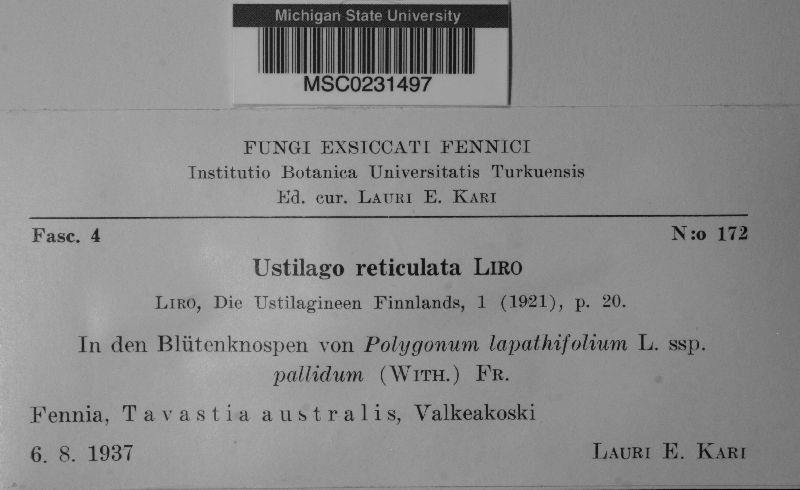 Michigan State University
MSC0231497
FUNGI EXSICCATI FENNICI
Institutio Botanica Universitatis Turkuensis
Ed. cur. LAURI E. KARI
Fasc. 4 N:o 172
Ustilago reticulata LIRO
LIRO, Die Ustilagineen Finnlands, 1 (1921), p. 20.
In den Blütenknospen von Polygonum lapathifolium L. ssp.
pallidum (WITH.) FR.
Fennia, Tavastia australis, Valkeakoski
6. 8. 1937 LAURI E. KARI